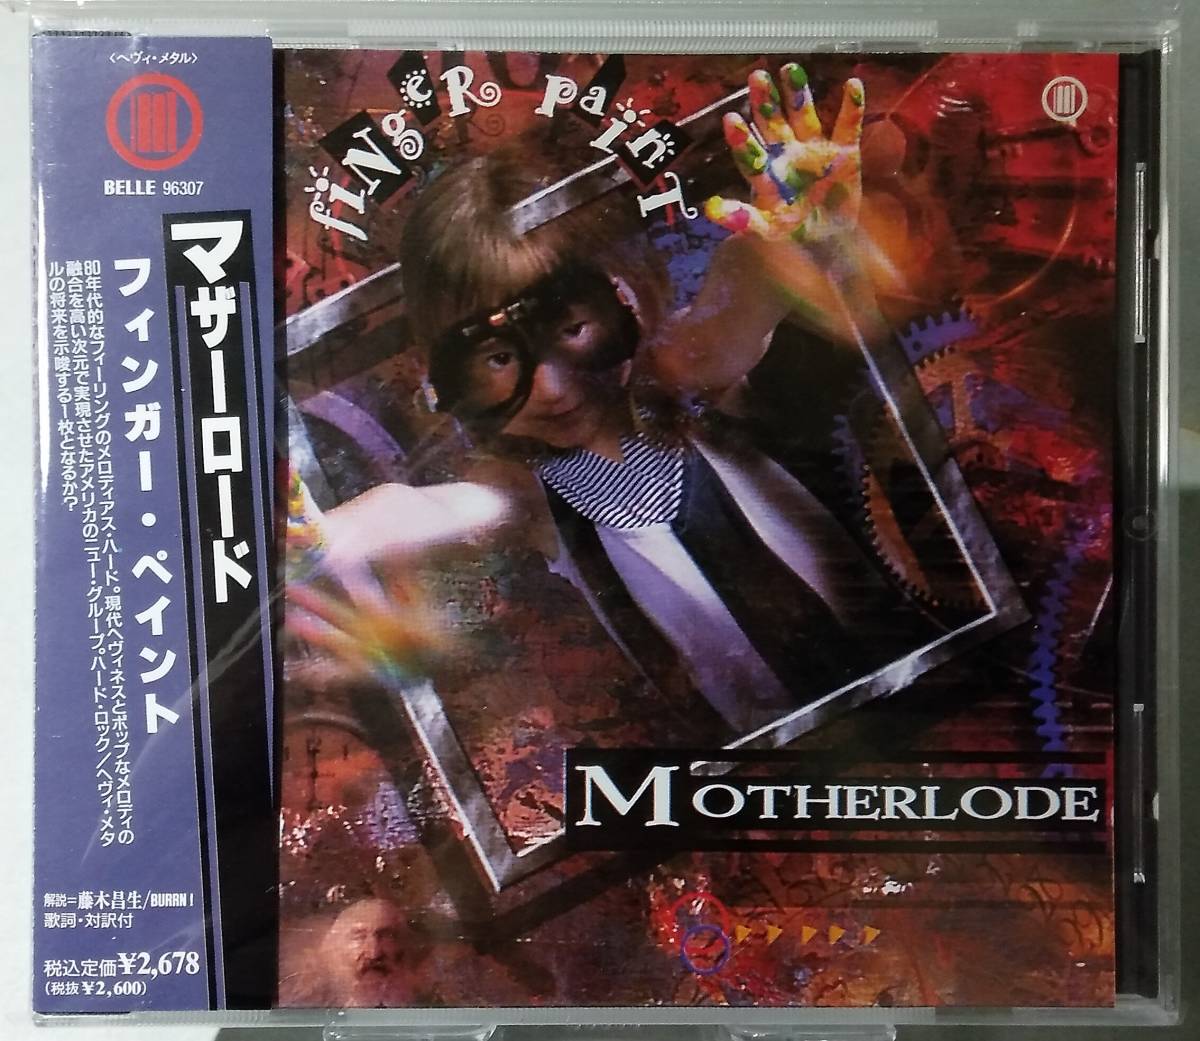 〈ヘヴィ・メタル〉
BELLE 96307
マザーロード
フィンガー・ペイント
80年代的なフィーリングのメロディアス・ハード。現代ヘヴィネスとポップなメロディの
融合を高い次元で実現させたアメリカのニュー・グループ。ハード・ロック/ヘヴィ・メタ
ルの将来を示唆する1枚となるか?
解説=藤木昌生/BURRN!
歌詞・対訳付
税込定価¥2,678
(税抜¥2,600)
fiNgeR painT
MOTHERLODE